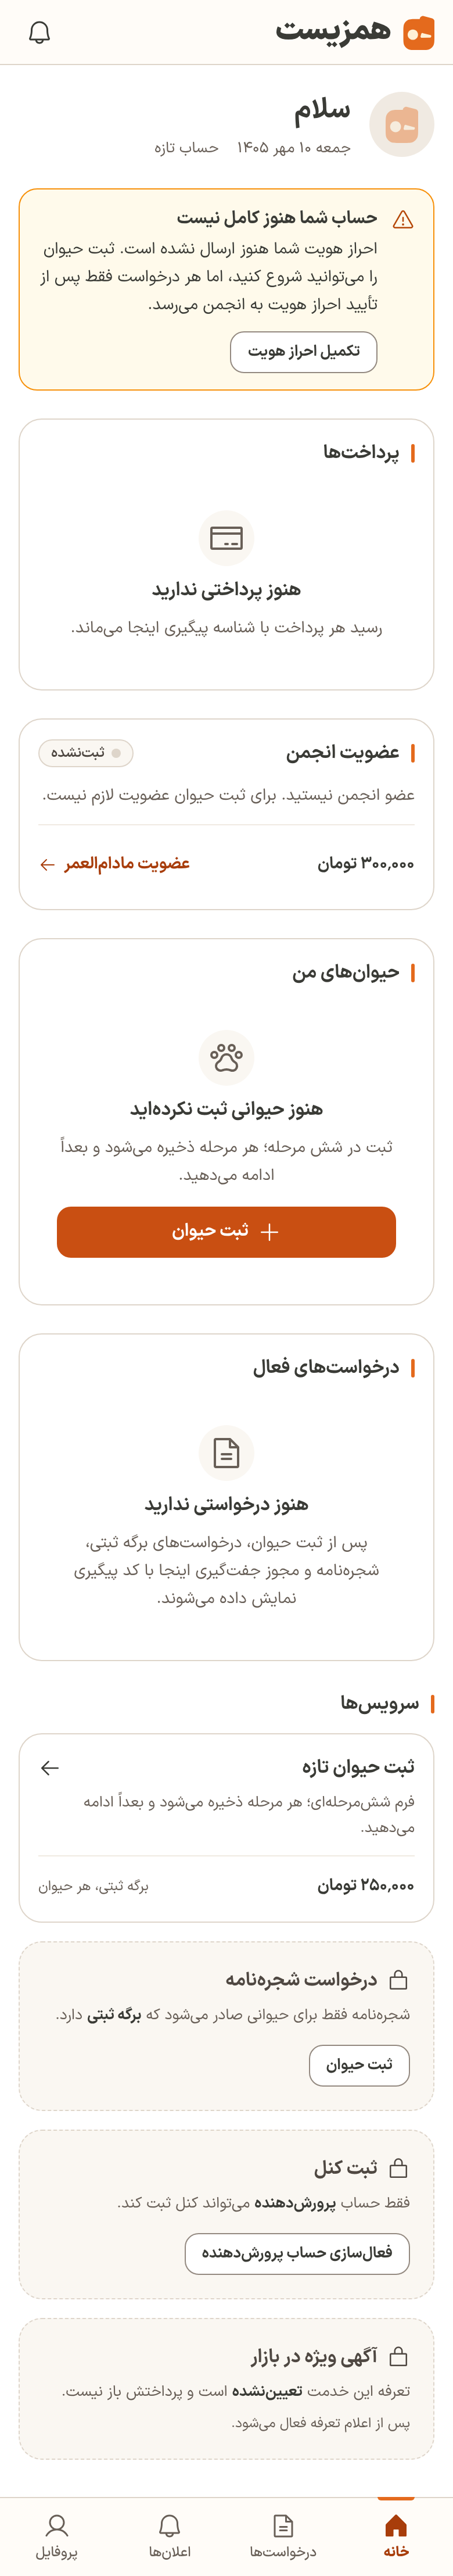 همزیست
سلام
جمعه ۱۰ مهر ۱۴۰۵ حساب تازه
حساب شما هنوز کامل نیست
احراز هویت شما هنوز ارسال نشده است. ثبت حیوان
را می‌توانید شروع کنید، اما هر درخواست فقط پس از
تأیید احراز هویت به انجمن می‌رسد.
تکمیل احراز هویت
پرداخت‌ها
هنوز پرداختی ندارید
رسید هر پرداخت با شناسه پیگیری اینجا می‌ماند.
عضویت انجمن
ثبت‌نشده
عضو انجمن نیستید. برای ثبت حیوان عضویت لازم نیست.
۳۰۰٬۰۰۰ تومان
عضویت مادام‌العمر
حیوان‌های من
هنوز حیوانی ثبت نکرده‌اید
ثبت در شش مرحله؛ هر مرحله ذخیره می‌شود و بعداً
ادامه می‌دهید.
ثبت حیوان
درخواست‌های فعال
هنوز درخواستی ندارید
پس از ثبت حیوان، درخواست‌های برگه ثبتی،
شجره‌نامه و مجوز جفت‌گیری اینجا با کد پیگیری
نمایش داده می‌شوند.
سرویس‌ها
ثبت حیوان تازه
فرم شش‌مرحله‌ای؛ هر مرحله ذخیره می‌شود و بعداً ادامه
می‌دهید.
۲۵۰٬۰۰۰ تومان
برگه ثبتی، هر حیوان
درخواست شجره‌نامه
شجره‌نامه فقط برای حیوانی صادر می‌شود که برگه ثبتی دارد.
ثبت حیوان
ثبت کنل
فقط حساب پرورش‌دهنده می‌تواند کنل ثبت کند.
فعال‌سازی حساب پرورش‌دهنده
آگهی ویژه در بازار
تعرفه این خدمت تعیین‌نشده است و پرداختش باز نیست.
پس از اعلام تعرفه فعال می‌شود.
خانه
درخواست‌ها
اعلان‌ها
پروفایل